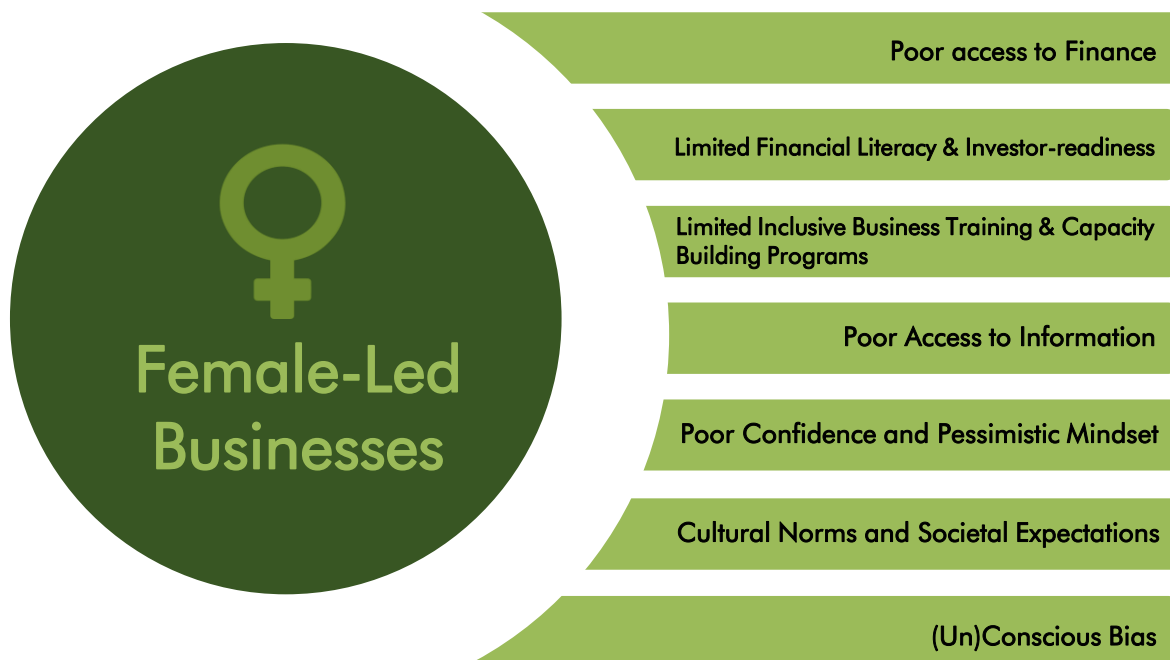 Female-Led
Businesses
Poor access to Finance
Limited Financial Literacy & Investor-readiness
Limited Inclusive Business Training & Capacity
Building Programs
Poor Access to Information
Poor Confidence and Pessimistic Mindset
Cultural Norms and Societal Expectations
(Un)Conscious Bias